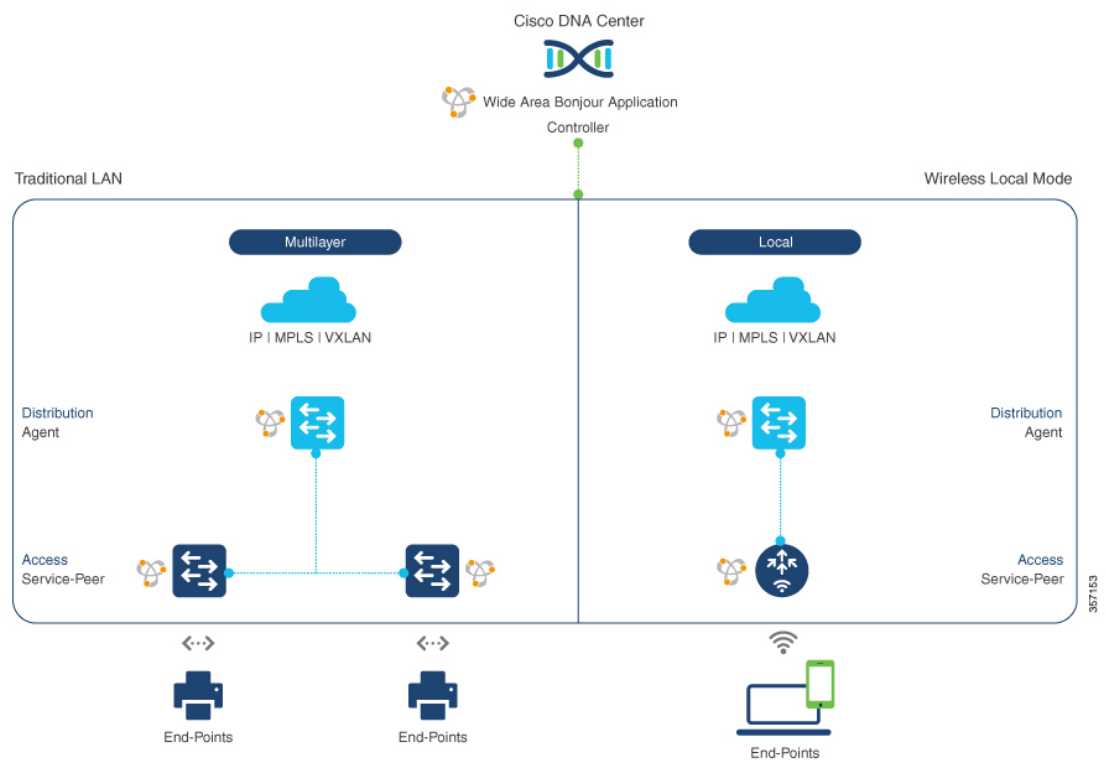 Cisco DNA Center
Wide Area Bonjour Application
Controller
Traditional LAN
Wireless Local Mode
Multilayer
Local
IP | MPLS | VXLAN
IP | MPLS | VXLAN
Distribution
Agent
Distribution
Agent
Access
Service-Peer
Access
Service-Peer
357153
End-Points
End-Points
End-Points